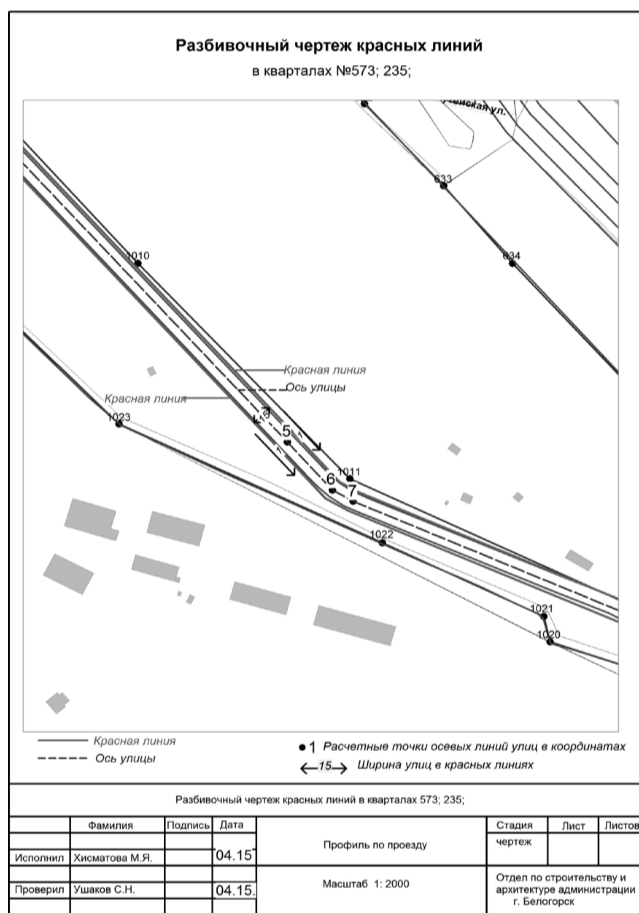 Разбивочный чертеж красных линий
в кварталах №573; 235;
ул.
633
1010
634
Красная линия
Ось улицы
Красная линия
1023
5
1011
6
7
1022
1021
1020
Красная линия
Ось улицы
1 Расчетные точки осевых линий улиц в координатах
15 Ширина улиц в красных линиях
Разбивочный чертеж красных линий в кварталах 573; 235;
Фамилия Подпись Дата Стадия Лист Листов
чертеж
Профиль по проезду
Исполнил Хисматова М.Я. 04.15
Масштаб 1: 2000
Проверил Ушаков С.Н. 04.15.
Отдел по строительству и
архитектуре администрации
г. Белогорск